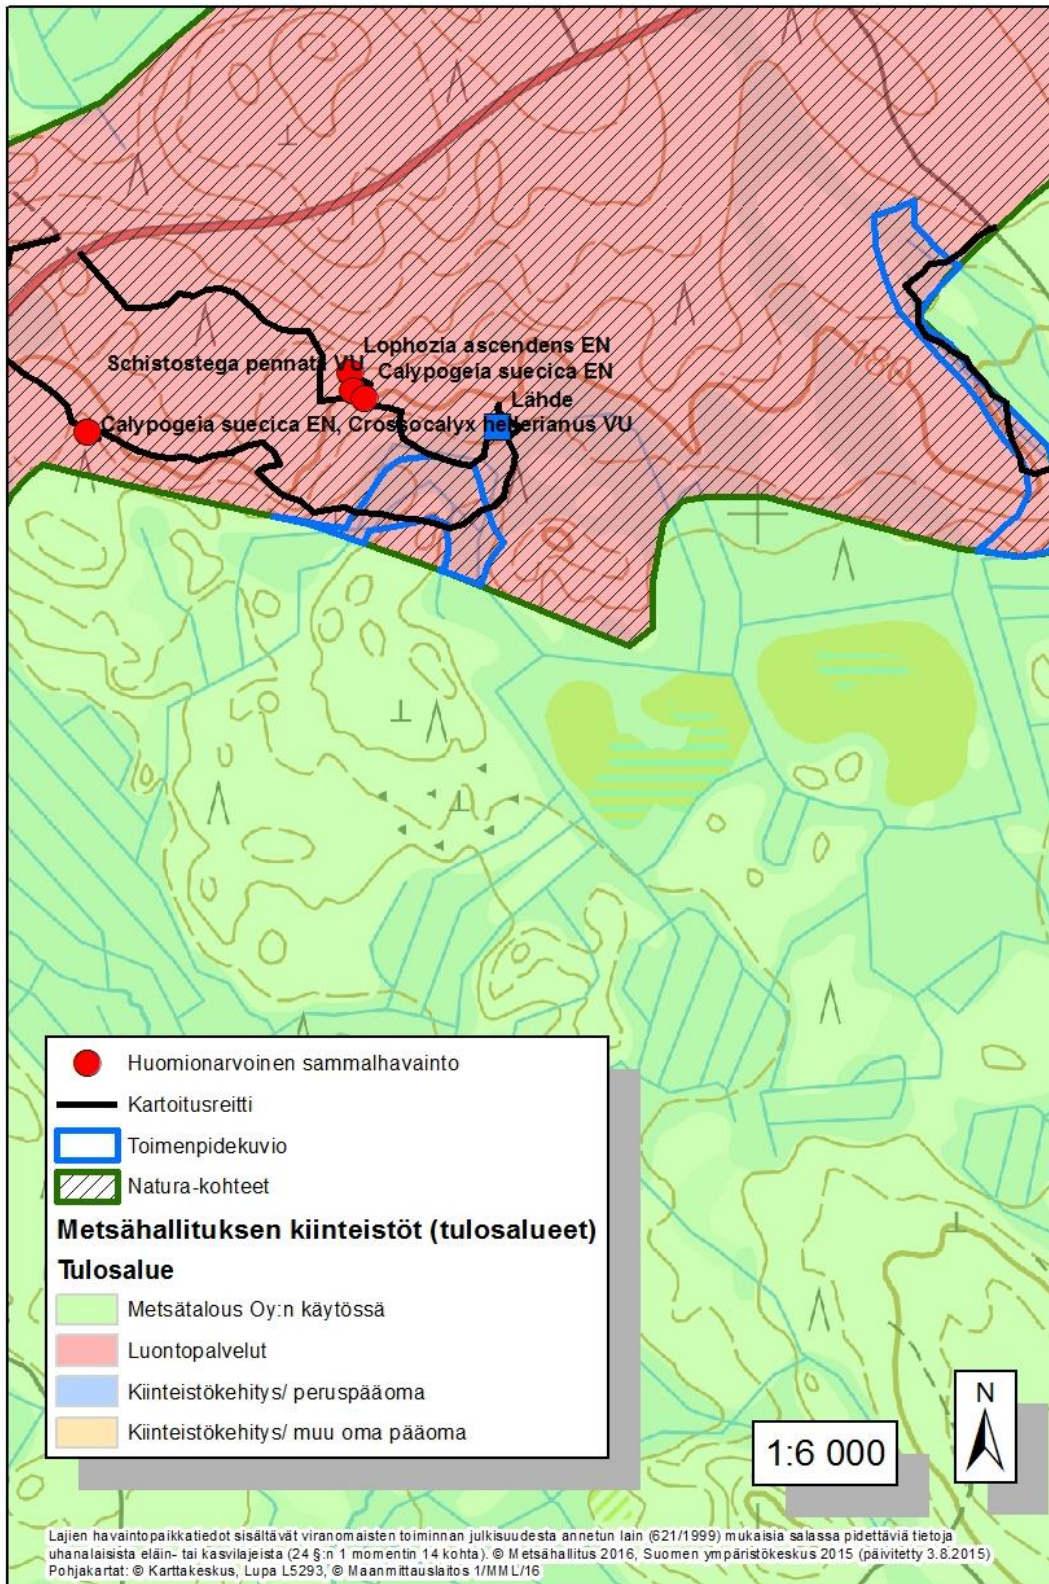 180
Lophozia ascendens EN
Schistostega pennata VU
Calypogeia suecica EN
Lähde
Calypogeia suecica EN, Crossocalyx hellerianus VU
Huomionarvoinen sammalhavainto
Kartoitusreitti
Toimenpidekuvio
Natura-kohteet
Metsähallituksen kiinteistöt (tulosalueet)
Tulosalue
Metsätalous Oy:n käytössä
Luontopalvelut
Kiinteistökehitys/ peruspääoma
Kiinteistökehitys/ muu oma pääoma
1:6 000
N
Lajien havaintopaikkatiedot sisältävät viranomaisten toiminnan julkisuudesta annetun lain (621/1999) mukaisia salassa pidettäviä tietoja
uhanalaisista eläin- tai kasvilajeista (24 §:n 1 momentin 14 kohta). © Metsähallitus 2016, Suomen ympäristökeskus 2015 (päivitetty 3.8.2015)
Pohjakartat: © Karttakeskus, Lupa L5293, © Maanmittauslaitos 1/MML/16